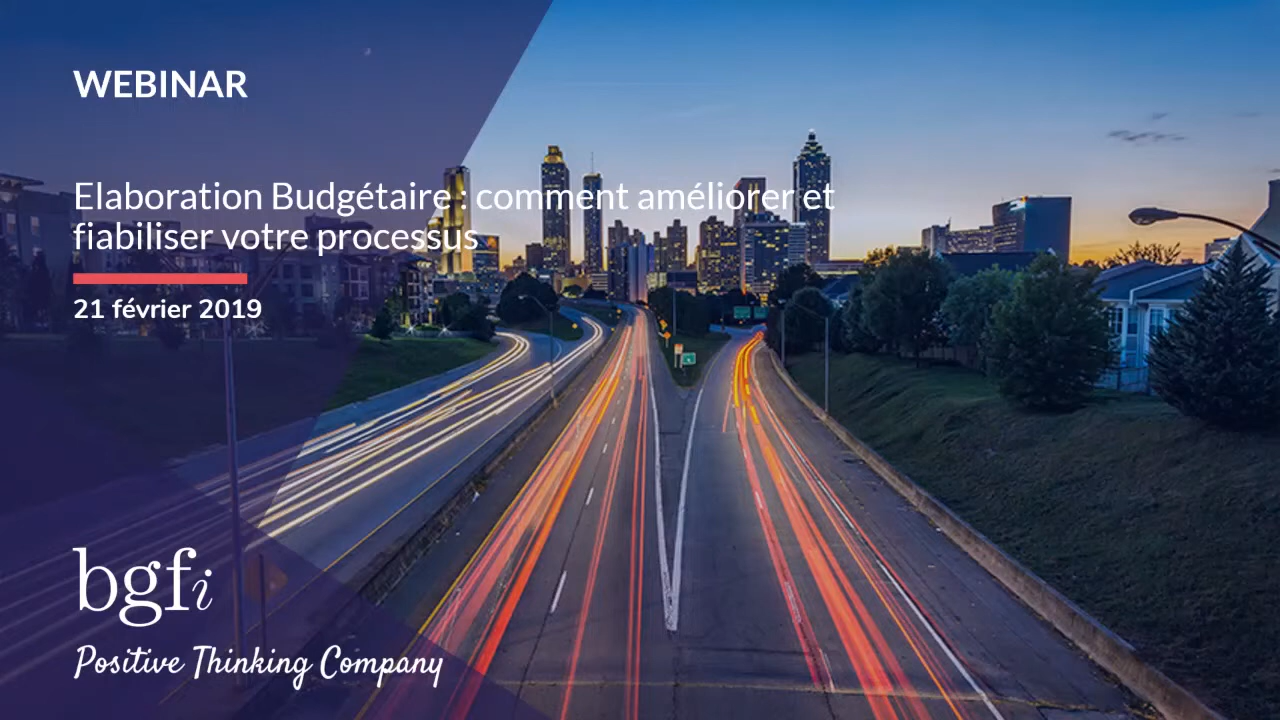 WEBINAR
Elaboration Budgétaire : comment améliorer et
fiabiliser votre processus
21 février 2019
bgfi
Positive Thinking Company